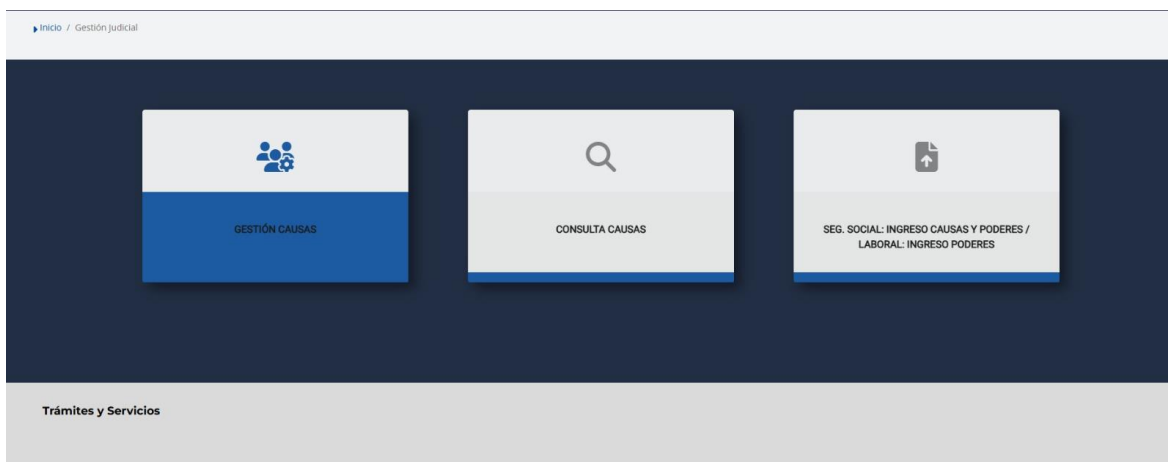 Inicio / Gestión Judicial
GESTIÓN CAUSAS
CONSULTA CAUSAS
SEG. SOCIAL: INGRESO CAUSAS Y PODERES /
LABORAL: INGRESO PODERES
Trámites y Servicios